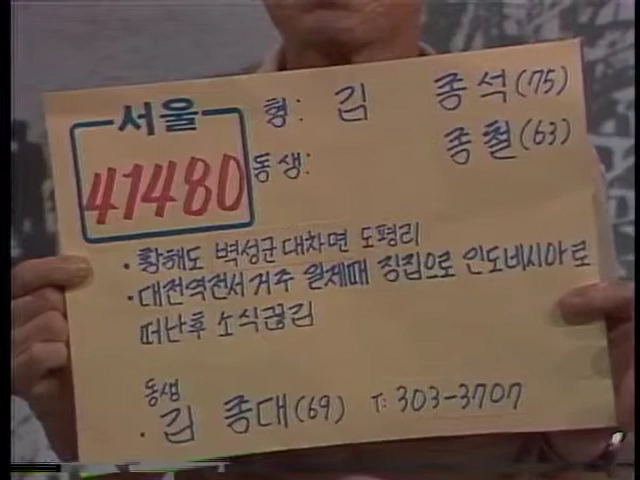 서울
41480
형: 김 종석(75)
동생: 종철(63)
· 황해도 벽성군 대차면 도평리
· 대전역전서 거주 일제때 징집으로 인도네시아로
떠난후 소식끊김
동생
· 김 종대(69) T: 303-3707